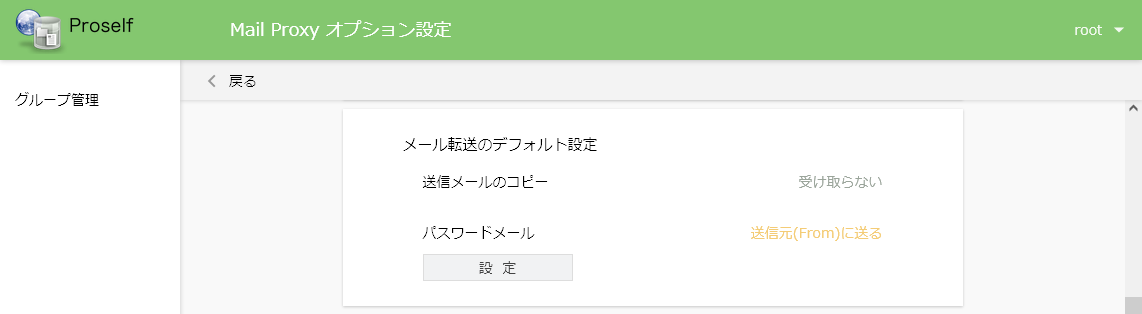 Proself
Mail Proxy オプション設定
root
グループ管理
戻る
メール転送のデフォルト設定
送信メールのコピー 受け取らない
パスワードメール 送信元(From)に送る
設 定